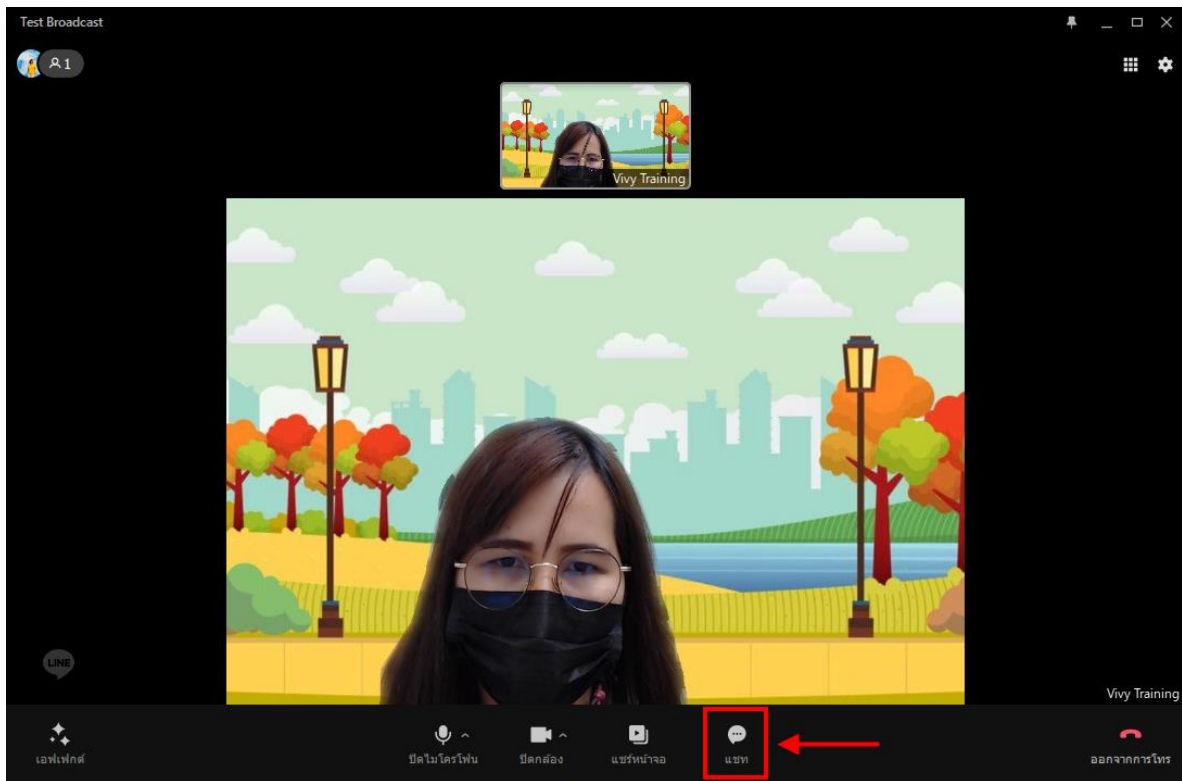 Test Broadcast
1
Vivy Training
LINE
Vivy Training
เอฟเฟกต์
ปิดไมโครโฟน
ปิดกล้อง
แชร์หน้าจอ
แชท
ออกจากการโทร